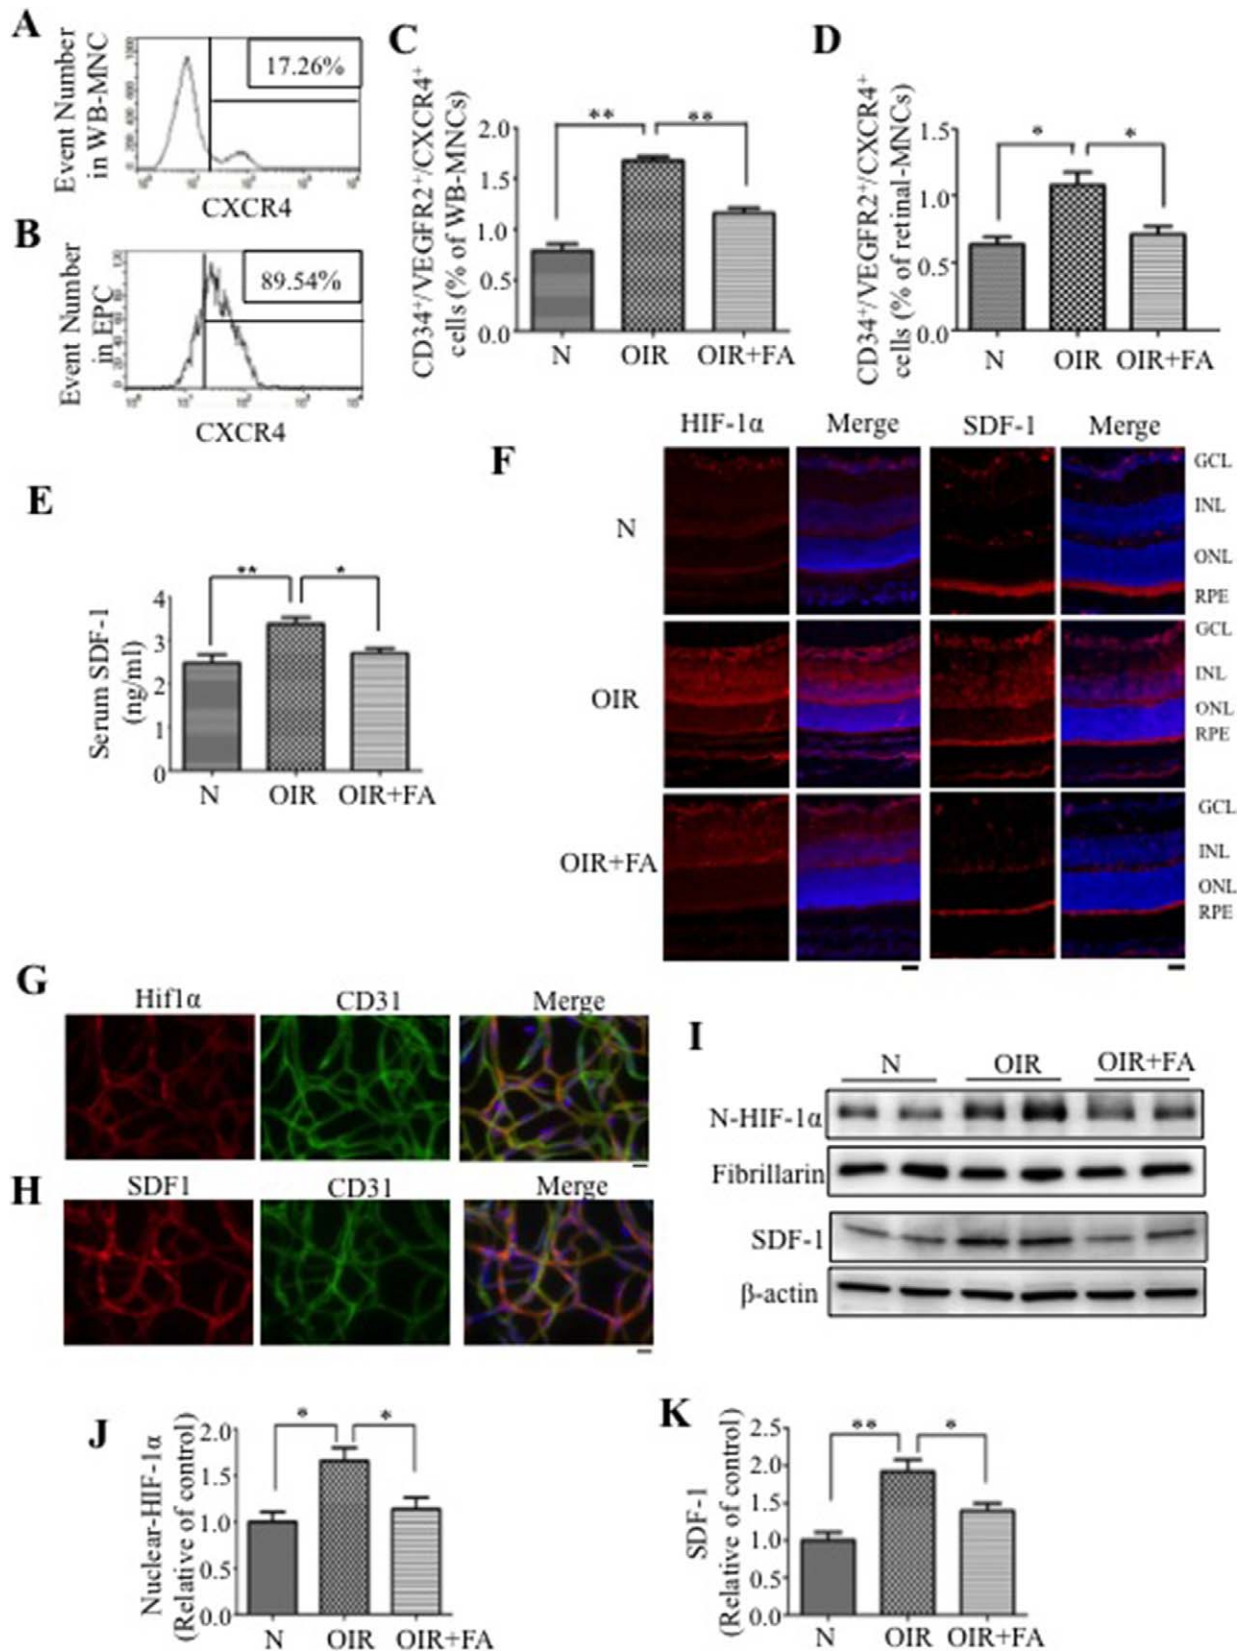 A
Event Number
in WB-MNC
17.26%
CXCR4
B
Event Number
in EPC
89.54%
CXCR4
C
CD34+/VEGFR2+/CXCR4+
cells (% of WB-MNCs)
2.0
1.5
1.0
0.5
0.0
**
**
N
OIR
OIR+FA
D
CD34+/VEGFR2+/CXCR4+
cells (% of retinal-MNCs)
1.5
1.0
0.5
0.0
*
*
N
OIR
OIR+FA
E
Serum SDF-1
(ng/ml)
4
3
2
1
0
**
*
N
OIR
OIR+FA
F
HIF-1α
Merge
SDF-1
Merge
N
GCL
INL
ONL
RPE
OIR
GCL
INL
ONL
RPE
OIR+FA
GCL
INL
ONL
RPE
G
Hif1α
CD31
Merge
H
SDF1
CD31
Merge
I
N
OIR
OIR+FA
N-HIF-1α
Fibrillarin
SDF-1
β-actin
J
Nuclear-HIF-1α
(Relative of control)
2.0
1.5
1.0
0.5
0.0
*
*
N
OIR
OIR+FA
K
SDF-1
(Relative of control)
2.5
2.0
1.5
1.0
0.5
0.0
**
*
N
OIR
OIR+FA